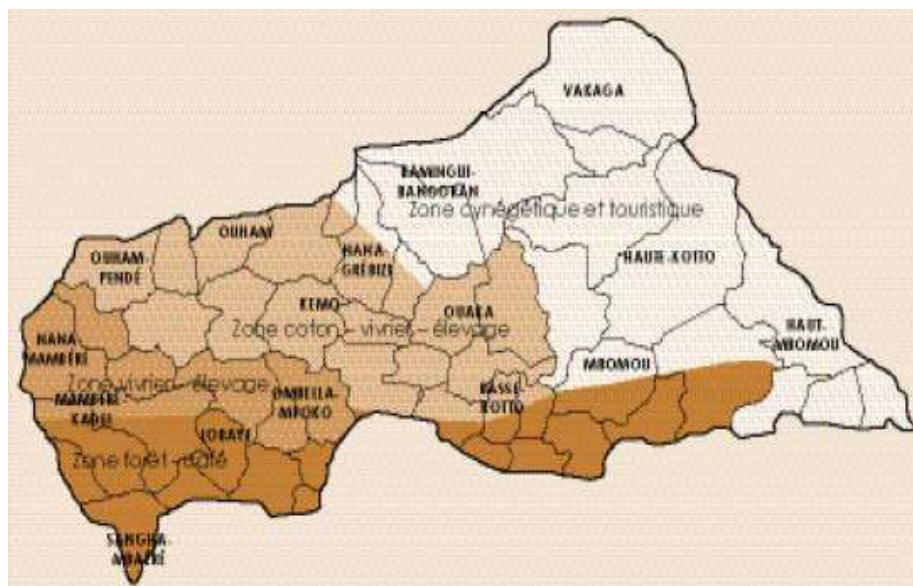 VAKAGA
BAMINGUI-
BANGORAN
Zone cynégétique et touristique
OUHAM
OUHAM-
PENDÉ
NANA-
GRÉBIZI
HAUTE-KOTTO
KEMO
OUAKA
Zone coton - vivrier - élevage
HAUT-
MBOMOU
NANA
MAMBÉRÉ
MBOMOU
Zone vivrier - élevage
OMBELLA-
MPOKO
BASSE
KOTTO
MAMBÉRÉ-
KADEI
LOBAYE
Zone forêt - café
SANGHA-
MBAÉRÉ